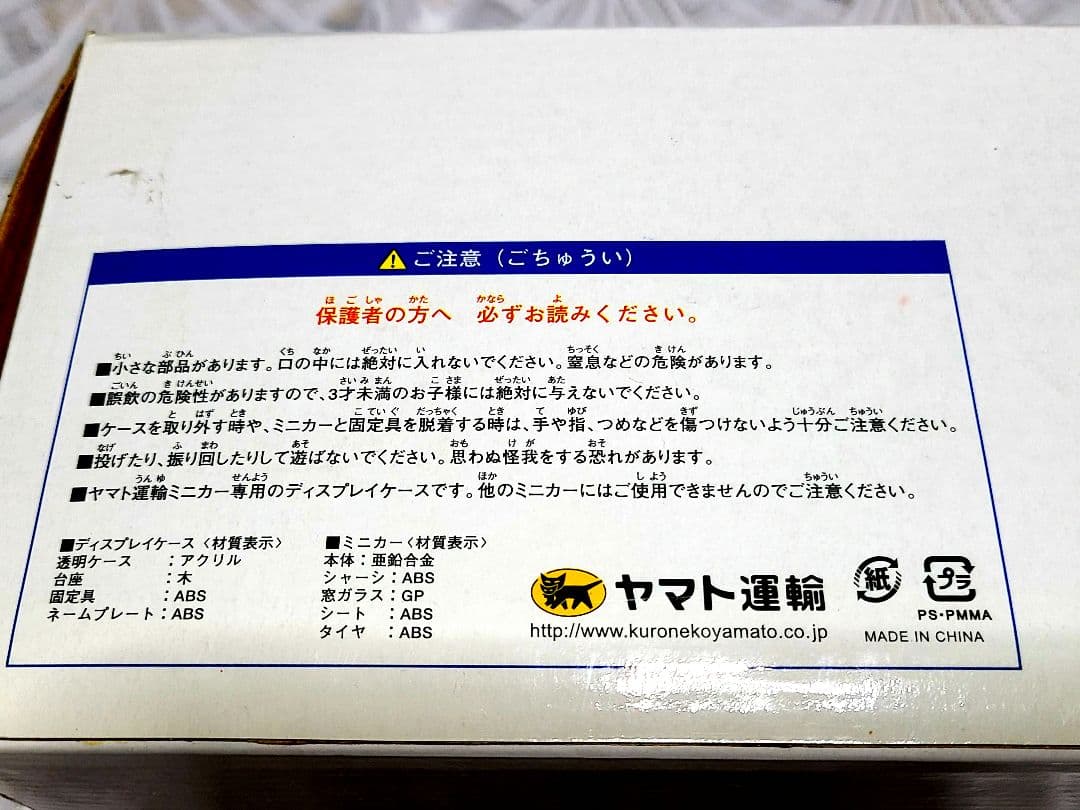 ご注意（ごちゅうい）
保護者の方へ　必ずお読みください。
■小さな部品があります。口の中には絶対に入れないでください。窒息などの危険があります。
■誤飲の危険性がありますので、3才未満のお子様には絶対に与えないでください。
■ケースを取り外す時や、ミニカーと固定具を脱着する時は、手や指、つめなどを傷つけないよう十分ご注意ください。
■投げたり、振り回したりして遊ばないでください。思わぬ怪我をする恐れがあります。
■ヤマト運輸ミニカー専用のディスプレイケースです。他のミニカーにはご使用できませんのでご注意ください。
■ディスプレイケース〈材質表示〉
透明ケース：アクリル
台座：木
固定具：ABS
ネームプレート：ABS
■ミニカー〈材質表示〉
本体：亜鉛合金
シャーシ：ABS
窓ガラス：GP
シート：ABS
タイヤ：ABS
ヤマト運輸
http://www.kuronekoyamato.co.jp
紙
プラ
PS・PMMA
MADE IN CHINA